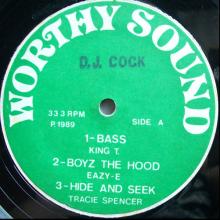 WORTHY SOUND
D.J. COCK
33 3 RPM
P. 1989
SIDE A
1-BASS
KING T.
2-BOYZ THE HOOD
EAZY-E
3-HIDE AND SEEK
TRACIE SPENCER